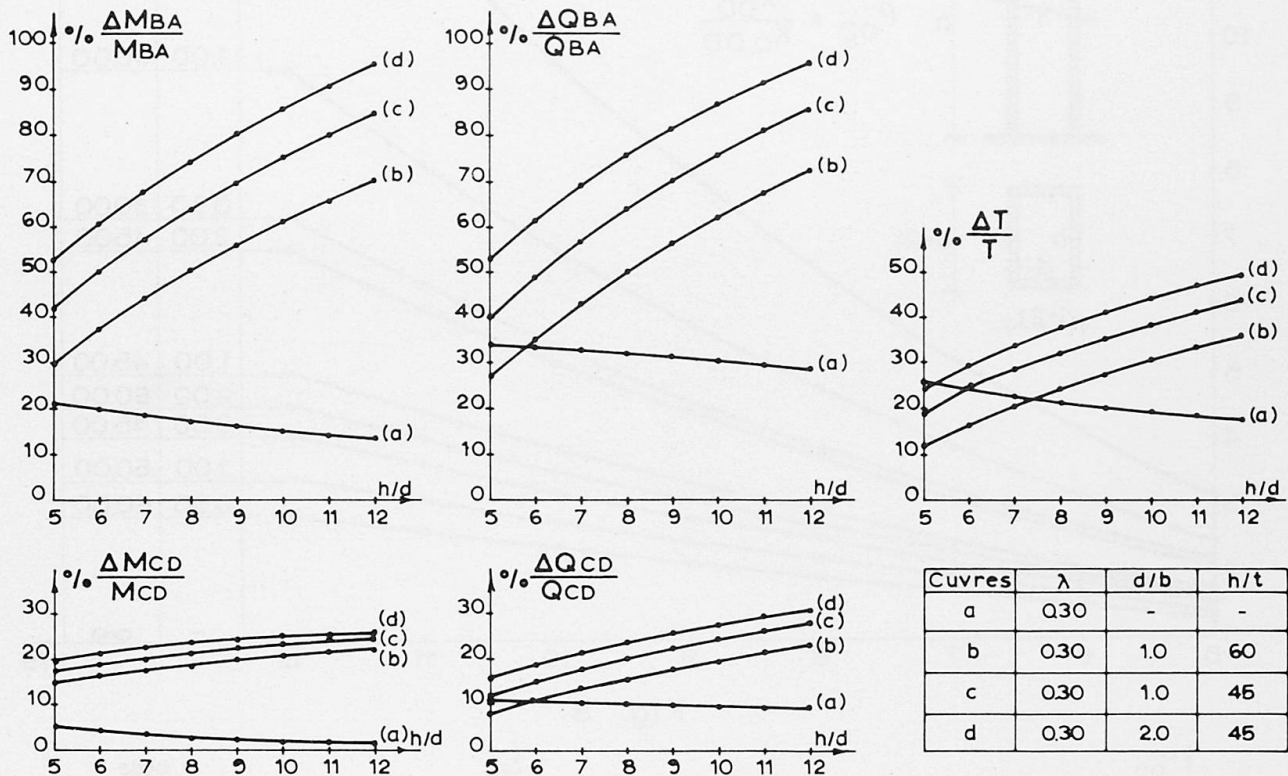 % ΔMBA / MBA
100
90
80
70
60
50
40
30
20
10
0
(d)
(c)
(b)
(a)
h/d
5 6 7 8 9 10 11 12
% ΔQBA / QBA
100
90
80
70
60
50
40
30
20
10
0
(d)
(c)
(b)
(a)
h/d
5 6 7 8 9 10 11 12
% ΔT / T
50
40
30
20
10
0
(d)
(c)
(b)
(a)
h/d
5 6 7 8 9 10 11 12
% ΔMCD / MCD
30
20
10
0
(d)
(c)
(b)
(a) h/d
5 6 7 8 9 10 11 12
% ΔQCD / QCD
30
20
10
0
(d)
(c)
(b)
(a)
h/d
5 6 7 8 9 10 11 12
Cuvres λ d/b h/t
a 0.30 - -
b 0.30 1.0 60
c 0.30 1.0 45
d 0.30 2.0 45